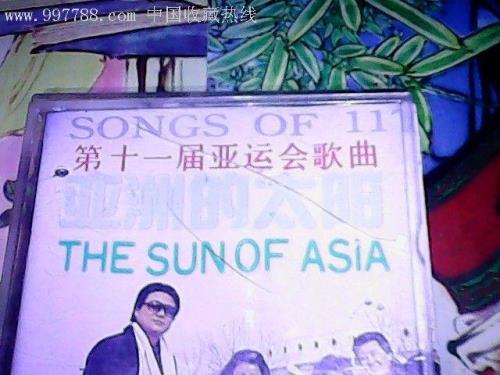 www.997788.com 中国收藏热线
SONGS OF 11
第十一届亚运会歌曲
亚洲的太阳
THE SUN OF ASIA